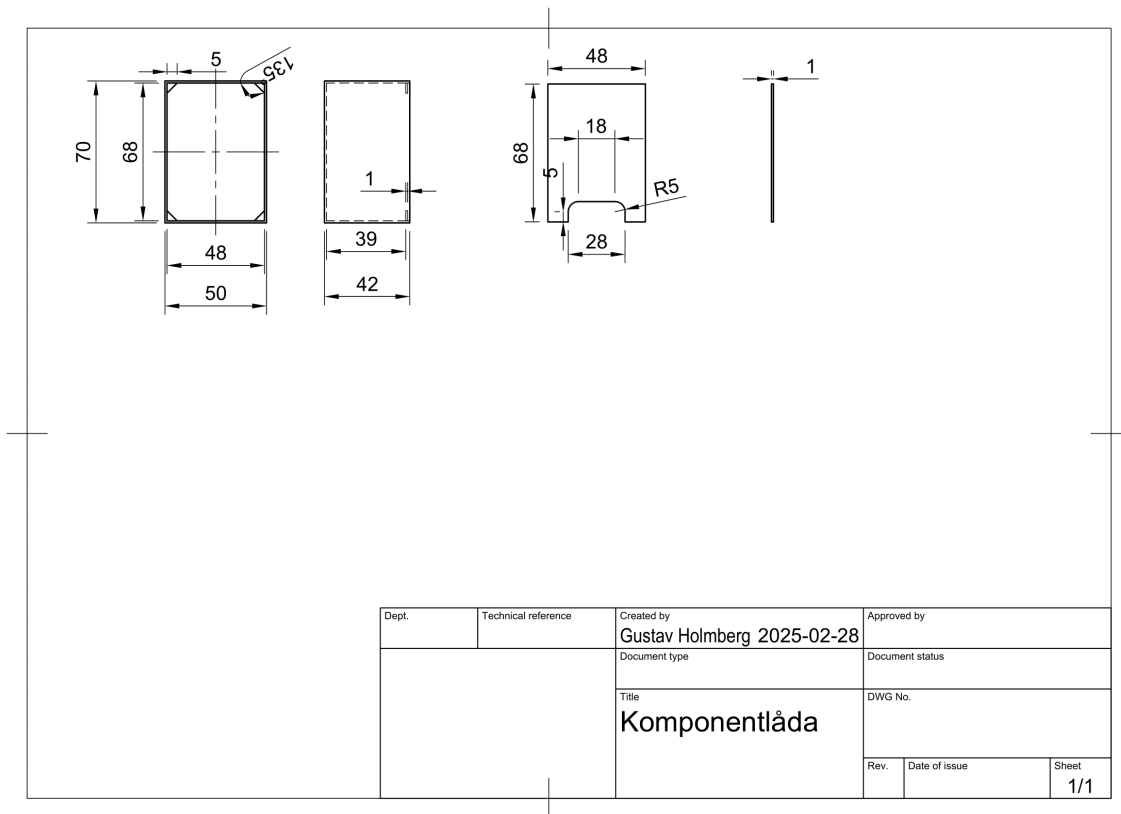 5
135
70
68
48
50
1
39
42
48
68
18
5
R5
28
1
Dept.
Technical reference
Created by
Gustav Holmberg 2025-02-28
Approved by
Document type
Document status
Title
Komponentlåda
DWG No.
Rev.
Date of issue
Sheet
1/1